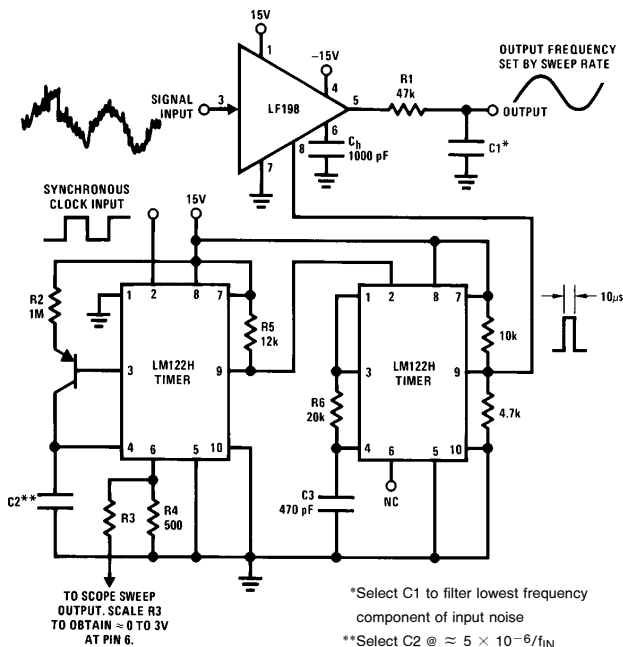 15V
1
-15V
4
SIGNAL
INPUT
3
LF198
5
R1
47k
OUTPUT FREQUENCY
SET BY SWEEP RATE
OUTPUT
6
8
Ch
1000 pF
7
C1*
SYNCHRONOUS
CLOCK INPUT
15V
R2
1M
1
2
8
7
R5
12k
3
LM122H
TIMER
9
4
6
5
10
C2**
R3
R4
500
1
2
8
7
10k
10μs
3
LM122H
TIMER
9
R6
20k
4.7k
4
6
5
10
C3
470 pF
NC
TO SCOPE SWEEP
OUTPUT. SCALE R3
TO OBTAIN ≈ 0 TO 3V
AT PIN 6.
*Select C1 to filter lowest frequency
component of input noise
**Select C2 @ ≈ 5 × 10−6/fIN